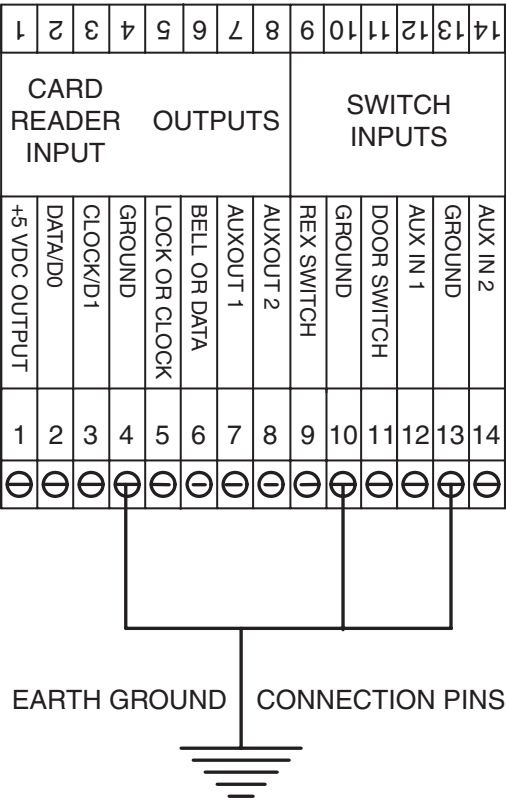 1 2 3 4 5 6 7 8 9 10 11 12 13 14
CARD
READER
INPUT
OUTPUTS
SWITCH
INPUTS
+5 VDC OUTPUT
DATA/D0
CLOCK/D1
GROUND
LOCK OR CLOCK
BELL OR DATA
AUXOUT 1
AUXOUT 2
REX SWITCH
GROUND
DOOR SWITCH
AUX IN 1
GROUND
AUX IN 2
1 2 3 4 5 6 7 8 9 10 11 12 13 14
EARTH GROUND CONNECTION PINS